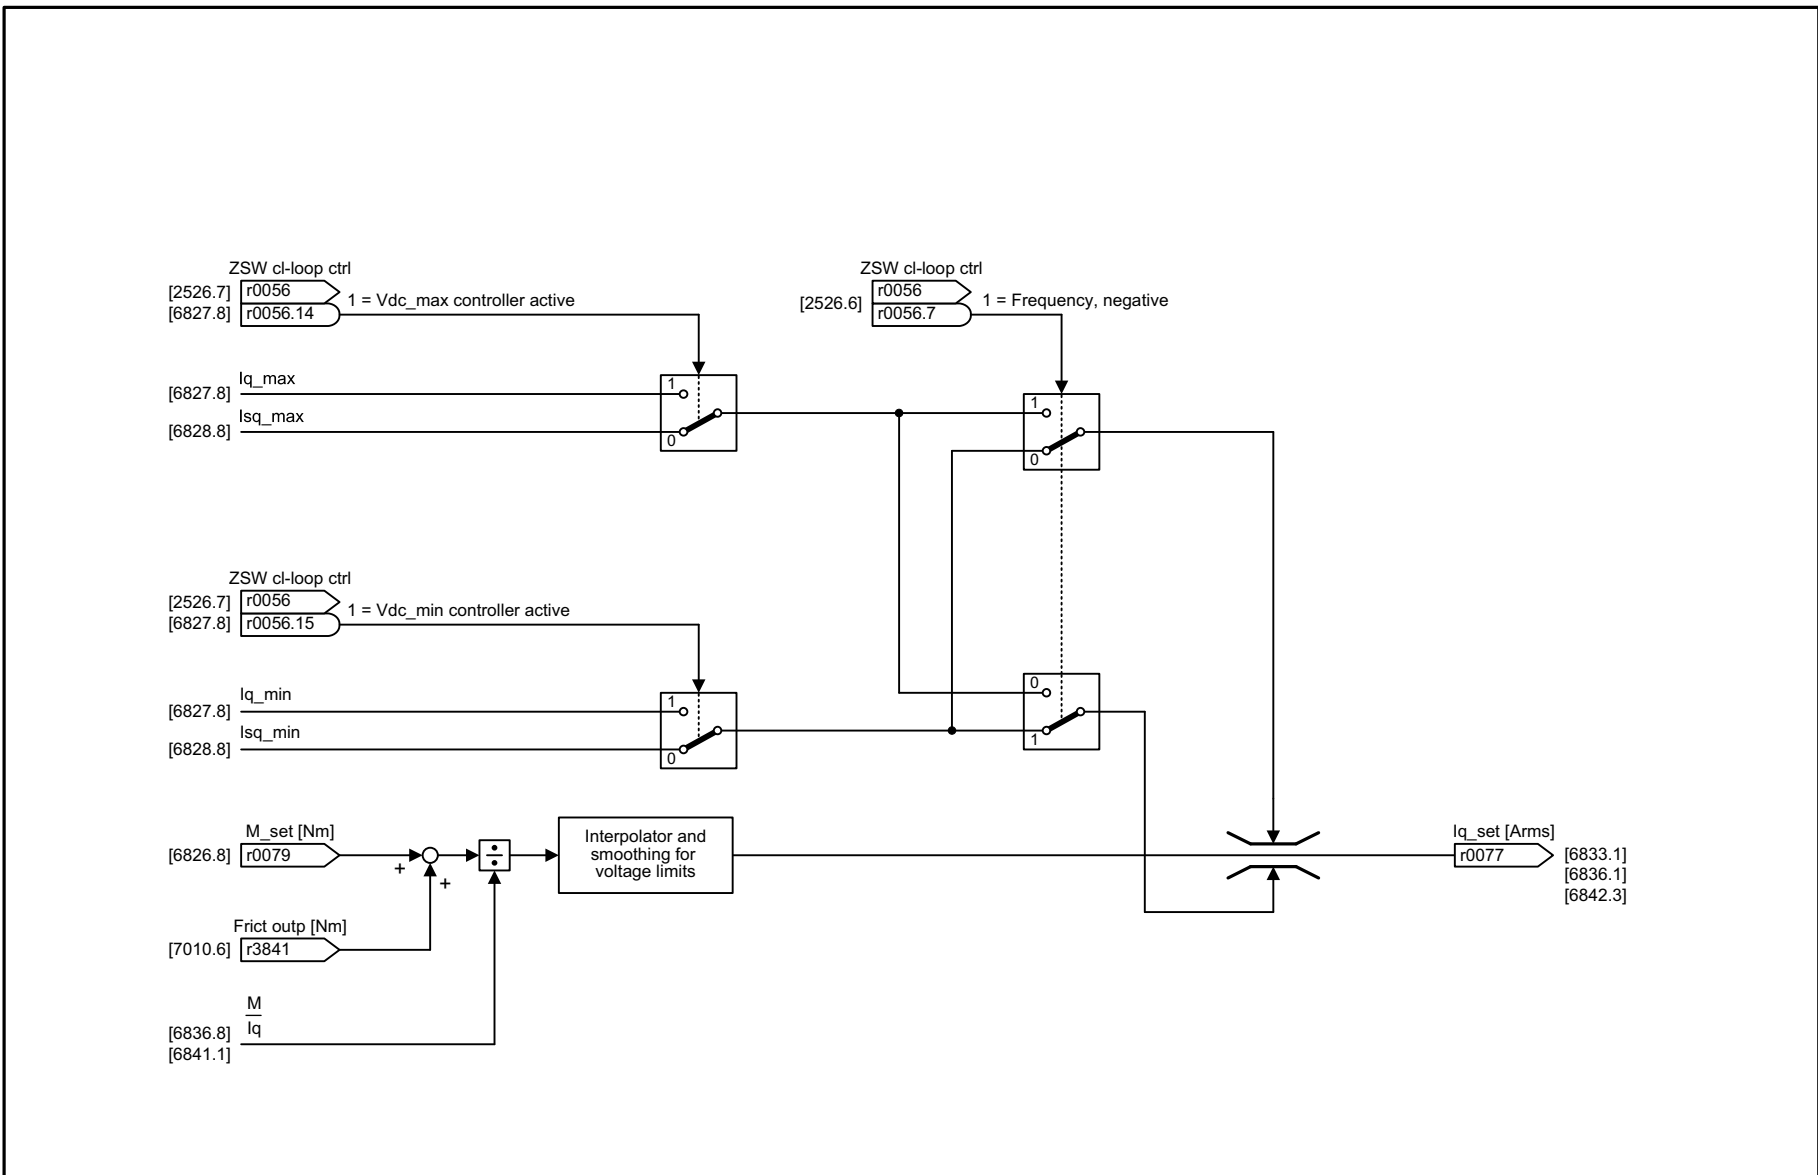 ZSW cl-loop ctrl
[2526.7] r0056
1 = Vdc_max controller active
[6827.8] r0056.14
ZSW cl-loop ctrl
r0056
[2526.6]
1 = Frequency, negative
r0056.7
Iq_max
[6827.8]
Isq_max
[6828.8]
1
0
1
0
ZSW cl-loop ctrl
[2526.7] r0056
1 = Vdc_min controller active
[6827.8] r0056.15
Iq_min
[6827.8]
Isq_min
[6828.8]
1
0
0
1
M_set [Nm]
[6826.8] r0079
+
+
÷
Interpolator and
smoothing for
voltage limits
Iq_set [Arms]
r0077 [6833.1]
[6836.1]
[6842.3]
Frict outp [Nm]
[7010.6] r3841
M
Iq
[6836.8]
[6841.1]